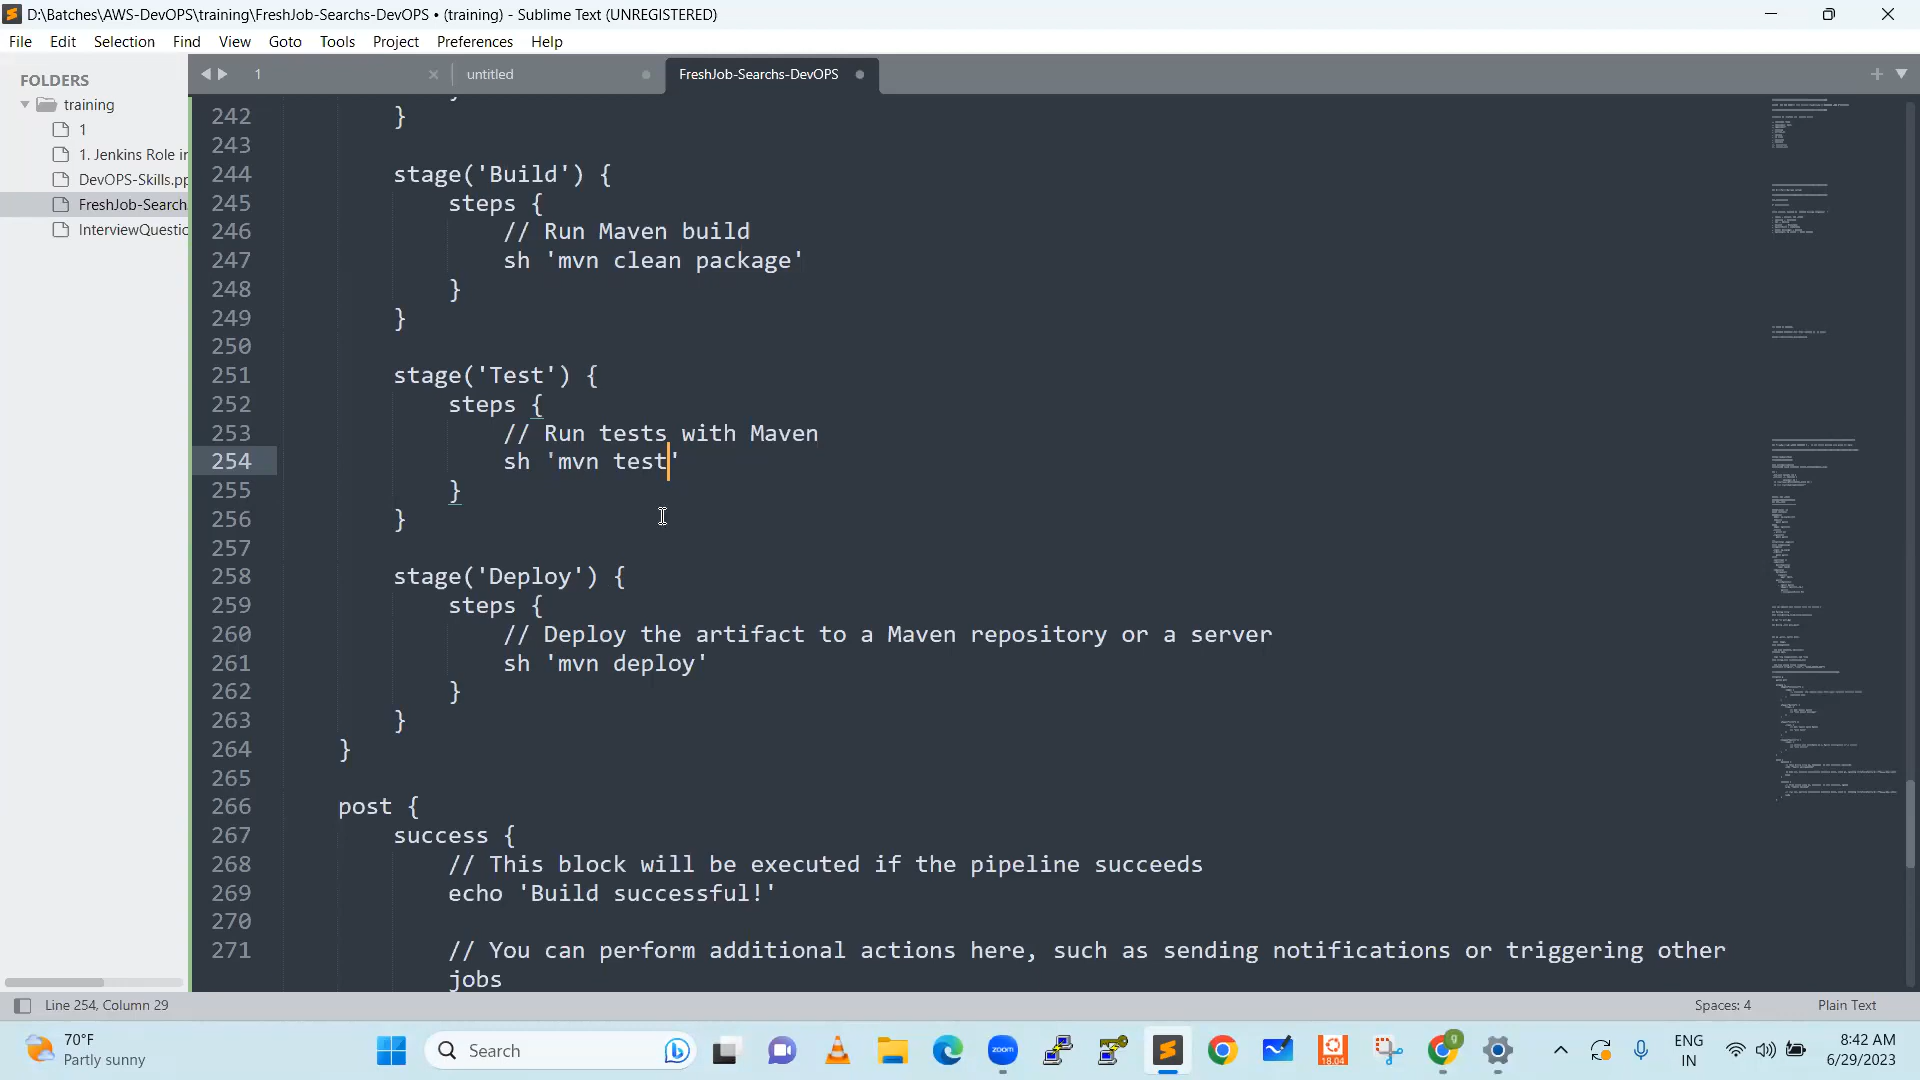 D:\Batches\AWS-DevOPS\training\FreshJob-Searchs-DevOPS • (training) - Sublime Text (UNREGISTERED)
File Edit Selection Find View Goto Tools Project Preferences Help
FOLDERS
training
1
1. Jenkins Role in
DevOPS-Skills.pp
FreshJob-Search
InterviewQuestio
1
untitled
FreshJob-Searchs-DevOPS
242 }
243
244 stage('Build') {
245 steps {
246 // Run Maven build
247 sh 'mvn clean package'
248 }
249 }
250
251 stage('Test') {
252 steps {
253 // Run tests with Maven
254 sh 'mvn test'
255 }
256 }
257
258 stage('Deploy') {
259 steps {
260 // Deploy the artifact to a Maven repository or a server
261 sh 'mvn deploy'
262 }
263 }
264 }
265
266 post {
267 success {
268 // This block will be executed if the pipeline succeeds
269 echo 'Build successful!'
270
271 // You can perform additional actions here, such as sending notifications or triggering other
jobs
Line 254, Column 29
Spaces: 4
Plain Text
70°F
Partly sunny
Search
zoom
18.04
g
ENG
IN
8:42 AM
6/29/2023